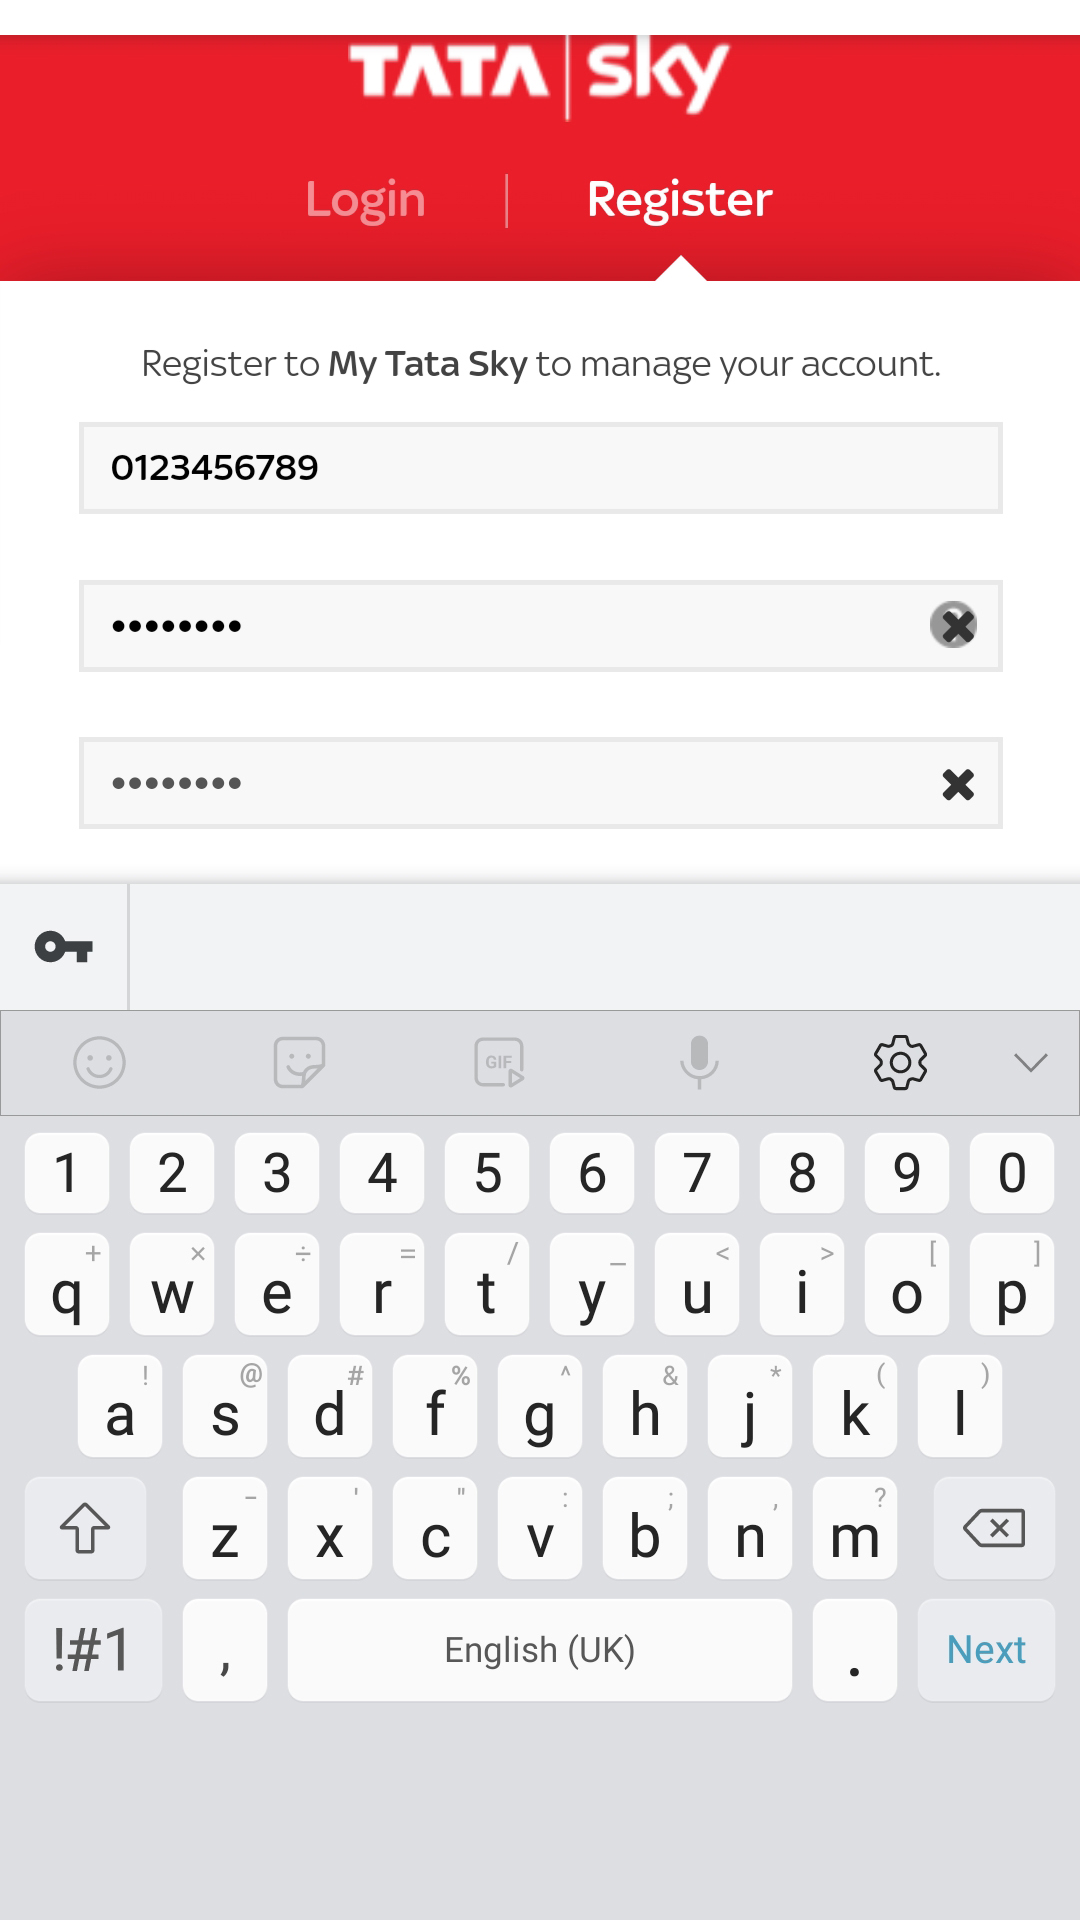 TATA sky
Login Register
Register to My Tata Sky to manage your account.
0123456789
••••••••
••••••••
GIF
1 2 3 4 5 6 7 8 9 0
+ × ÷ = / _ < > [ ]
q w e r t y u i o p
! @ # % ^ & * ( )
a s d f g h j k l
- ' " : ; , ?
z x c v b n m
!#1 , English (UK) . Next